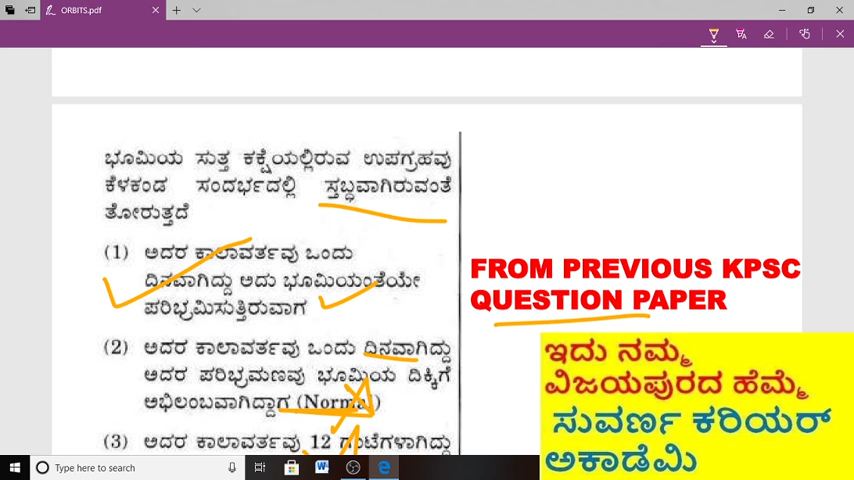 ORBITS.pdf
ಭೂಮಿಯ ಸುತ್ತ ಕಕ್ಷೆಯಲ್ಲಿರುವ ಉಪಗ್ರಹವು
ಕೆಳಕಂಡ ಸಂದರ್ಭದಲ್ಲಿ ಸ್ತಬ್ಧವಾಗಿರುವಂತೆ
ತೋರುತ್ತದೆ
(1) ಅದರ ಕಾಲಾವರ್ತವು ಒಂದು
ದಿನವಾಗಿದ್ದು ಅದು ಭೂಮಿಯಂತೆಯೇ
ಪರಿಭ್ರಮಿಸುತ್ತಿರುವಾಗ
(2) ಅದರ ಕಾಲಾವರ್ತವು ಒಂದು ದಿನವಾಗಿದ್ದು
ಅದರ ಪರಿಭ್ರಮಣವು ಭೂಮಿಯ ದಿಕ್ಕಿಗೆ
ಅಭಿಲಂಬವಾಗಿದ್ದಾಗ (Normal)
(3) ಅದರ ಕಾಲಾವರ್ತವು 12 ಗಂಟೆಗಳಾಗಿದ್ದು
FROM PREVIOUS KPSC
QUESTION PAPER
ಇದು ನಮ್ಮ
ವಿಜಯಪುರದ ಹೆಮ್ಮೆ
ಸುವರ್ಣ ಕರಿಯರ್
ಅಕಾಡೆಮಿ
Type here to search